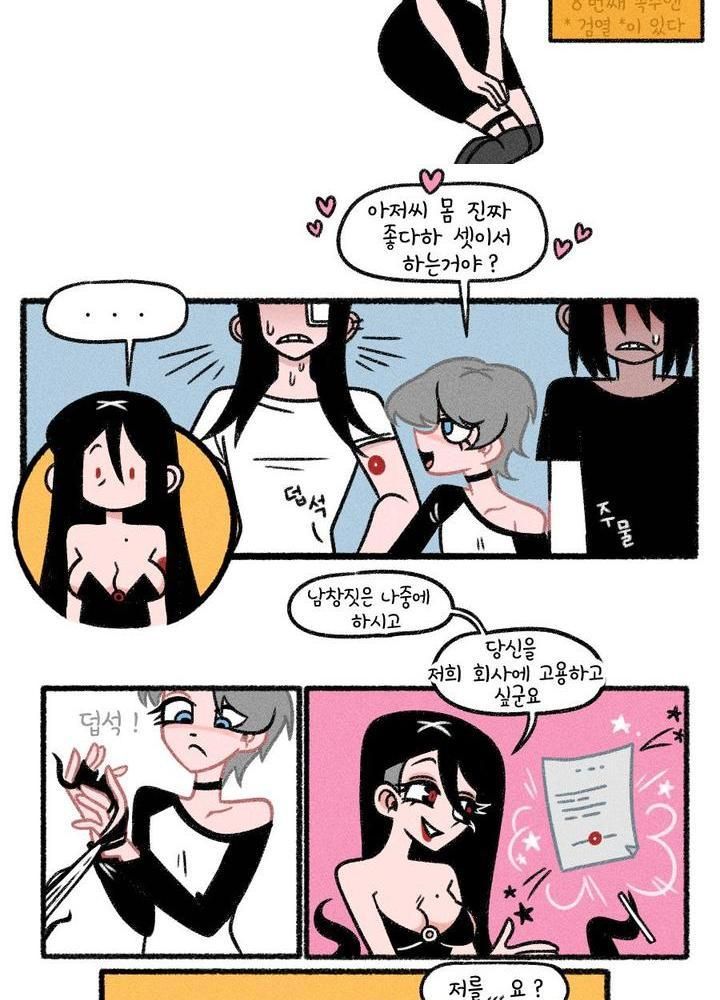 * 검열 *이 있다
아저씨 몸 진짜
좋다하 셋이서
하는거야?
...
덥석
주물
남창짓은 나중에
하시고
당신을
저희 회사에 고용하고
싶군요
덥석!
저를,,,요?